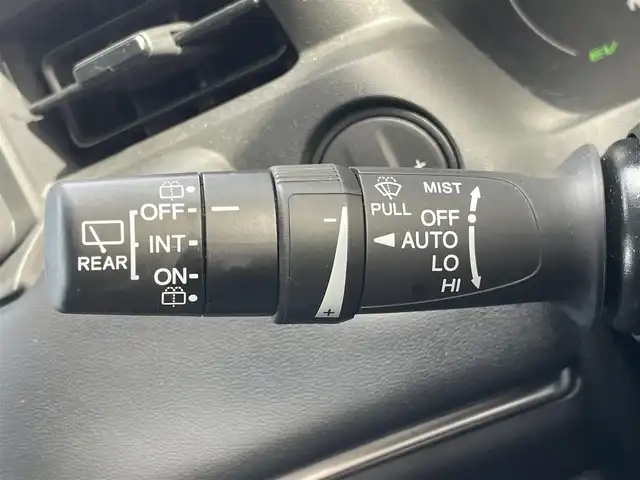 EV
MIST
PULL
OFF
AUTO
LO
HI
OFF
INT
ON
REAR
−
+
+